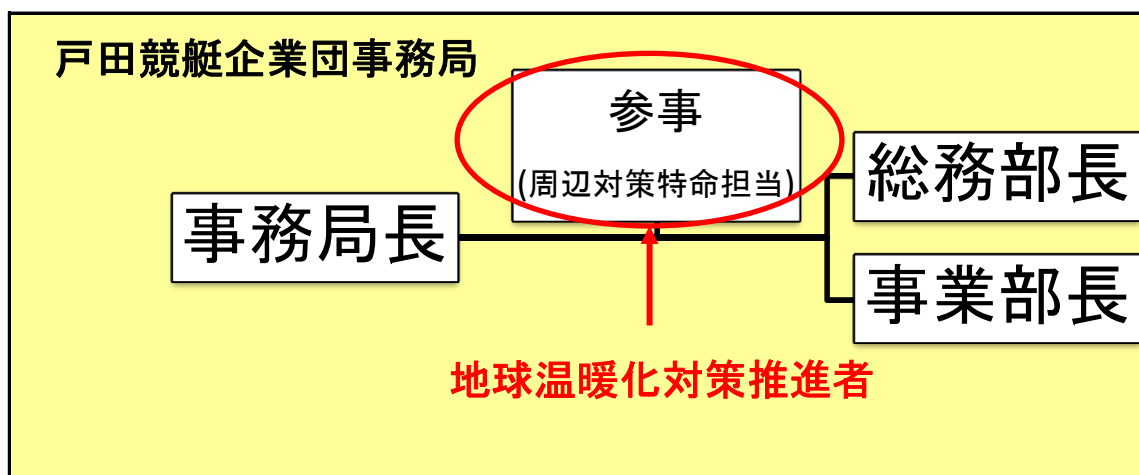 戸田競艇企業団事務局
参事
(周辺対策特命担当)
事務局長
総務部長
事業部長
地球温暖化対策推進者